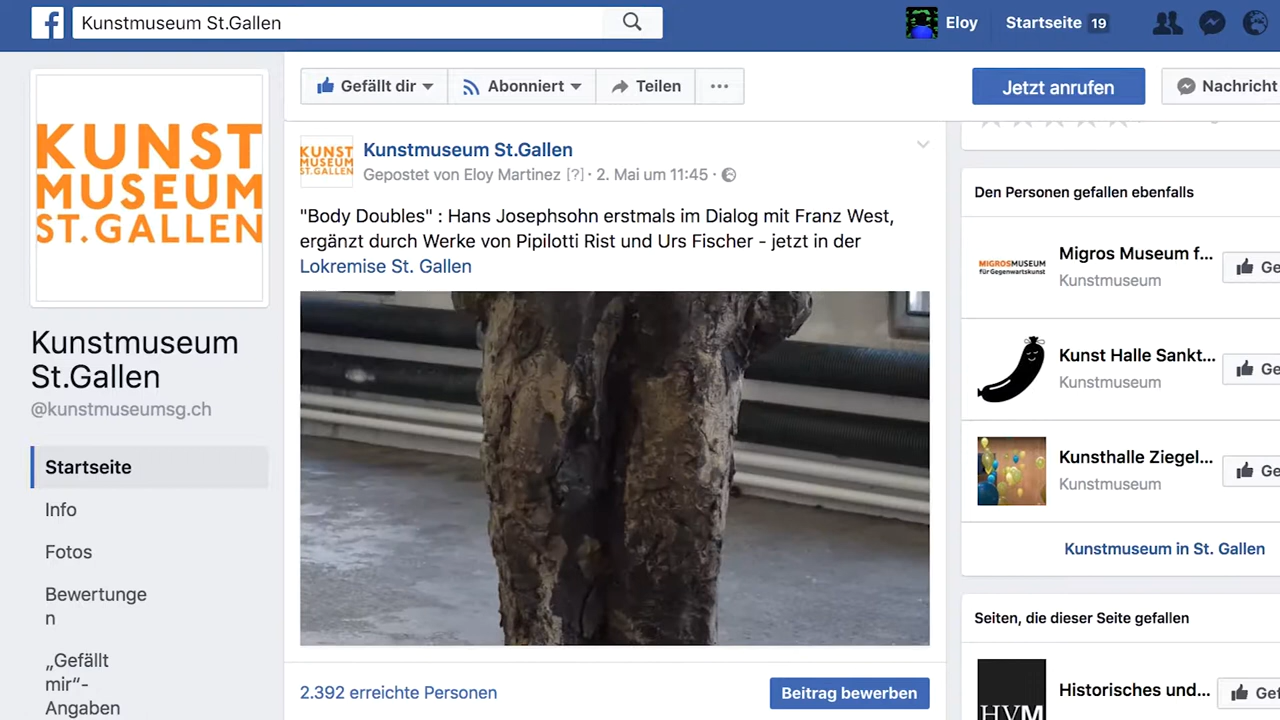 Kunstmuseum St.Gallen
Eloy
Startseite 19
KUNST
MUSEUM
ST.GALLEN
Kunstmuseum
St.Gallen
@kunstmuseumsg.ch
Startseite
Info
Fotos
Bewertunge
n
„Gefällt
mir“-
Angaben
Gefällt dir
Abonniert
Teilen
Jetzt anrufen
Nachricht
KUNST
MUSEUM
ST.GALLEN
Kunstmuseum St.Gallen
Gepostet von Eloy Martinez [?] · 2. Mai um 11:45 ·
"Body Doubles" : Hans Josephsohn erstmals im Dialog mit Franz West,
ergänzt durch Werke von Pipilotti Rist und Urs Fischer - jetzt in der
Lokremise St. Gallen
2.392 erreichte Personen
Beitrag bewerben
Den Personen gefallen ebenfalls
MIGROSMUSEUM
für Gegenwartskunst
Migros Museum f...
Kunstmuseum
Ge
Kunst Halle Sankt...
Kunstmuseum
Ge
Kunsthalle Ziegel...
Kunstmuseum
Ge
Kunstmuseum in St. Gallen
Seiten, die dieser Seite gefallen
HVM
Historisches und...
Gef